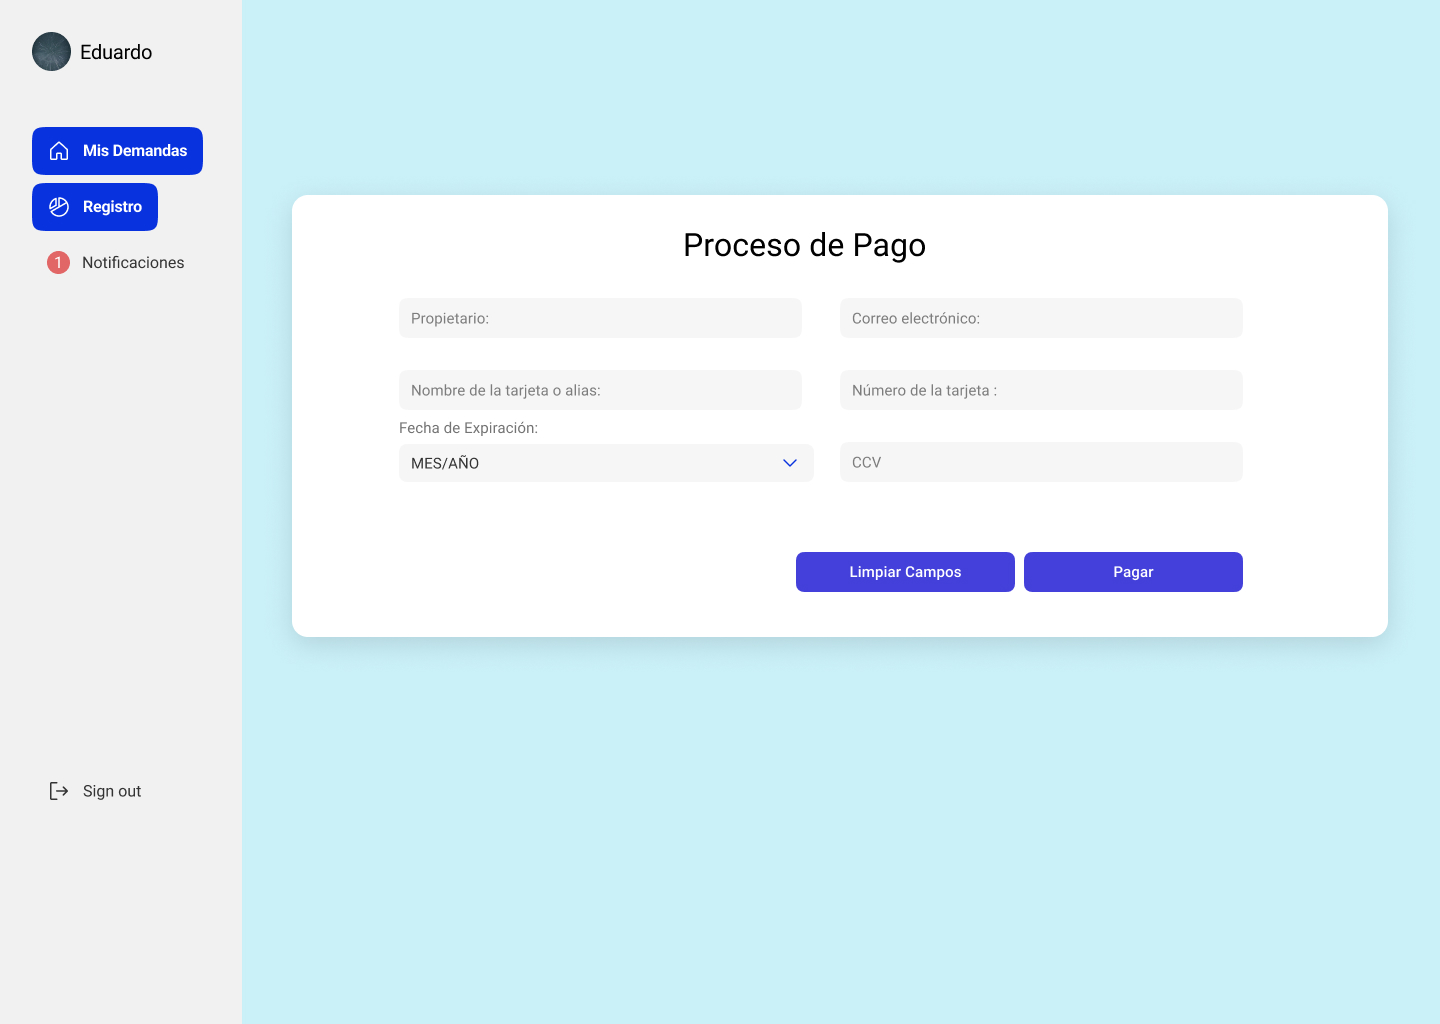 Eduardo
Mis Demandas
Registro
1 Notificaciones
Sign out
Proceso de Pago
Propietario:
Correo electrónico:
Nombre de la tarjeta o alias:
Número de la tarjeta :
Fecha de Expiración:
MES/AÑO
CCV
Limpiar Campos
Pagar